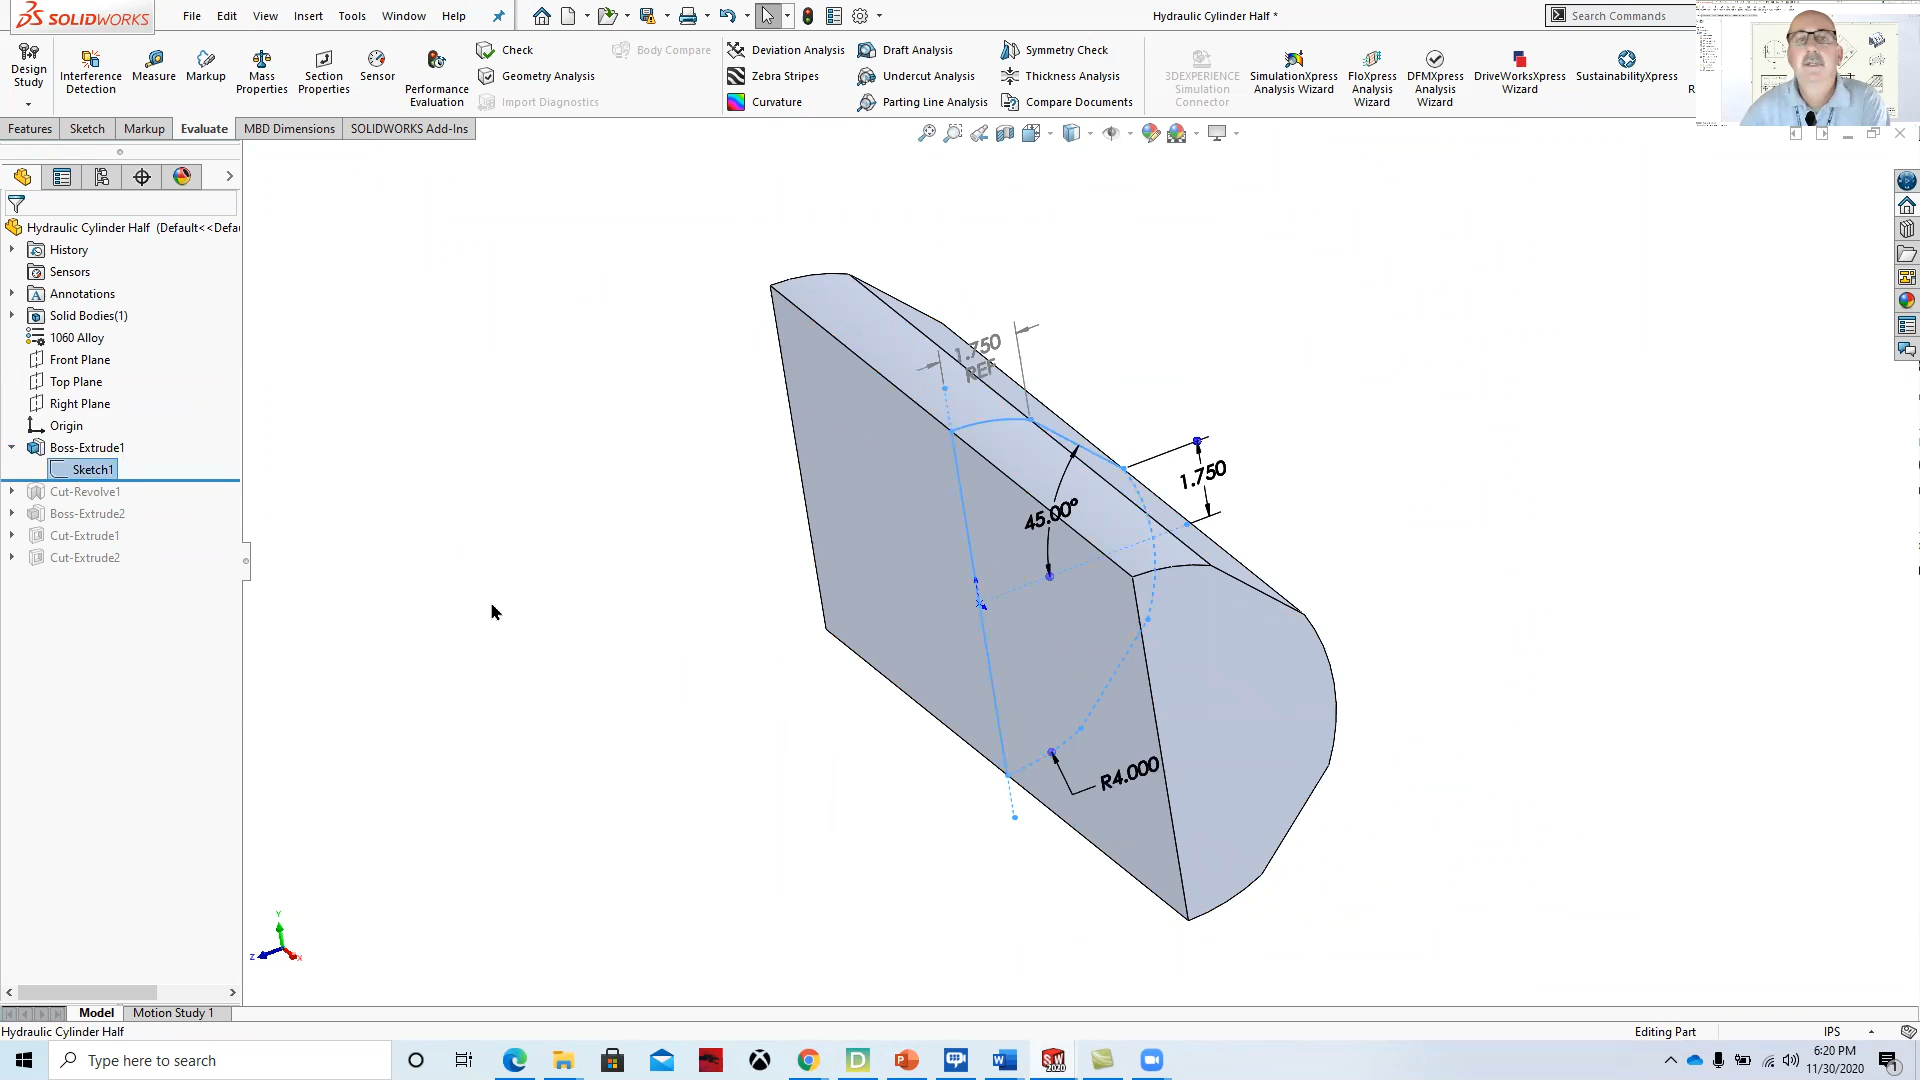 SOLIDWORKS
File Edit View Insert Tools Window Help
Hydraulic Cylinder Half *
Search Commands
Design Study
Interference Detection
Measure
Markup
Mass Properties
Section Properties
Sensor
Performance Evaluation
Check
Geometry Analysis
Import Diagnostics
Body Compare
Deviation Analysis
Zebra Stripes
Curvature
Draft Analysis
Undercut Analysis
Parting Line Analysis
Symmetry Check
Thickness Analysis
Compare Documents
3DEXPERIENCE Simulation Connector
SimulationXpress Analysis Wizard
FloXpress Analysis Wizard
DFMXpress Analysis Wizard
DriveWorksXpress Wizard
SustainabilityXpress
R
Features Sketch Markup Evaluate MBD Dimensions SOLIDWORKS Add-Ins
Hydraulic Cylinder Half (Default<<Defau
History
Sensors
Annotations
Solid Bodies(1)
1060 Alloy
Front Plane
Top Plane
Right Plane
Origin
Boss-Extrude1
Sketch1
Cut-Revolve1
Boss-Extrude2
Cut-Extrude1
Cut-Extrude2
1.750
REF
1.750
45.00°
R4.000
Y
Z
X
Model Motion Study 1
Hydraulic Cylinder Half
Editing Part
IPS
Type here to search
SW
2020
6:20 PM
11/30/2020
1